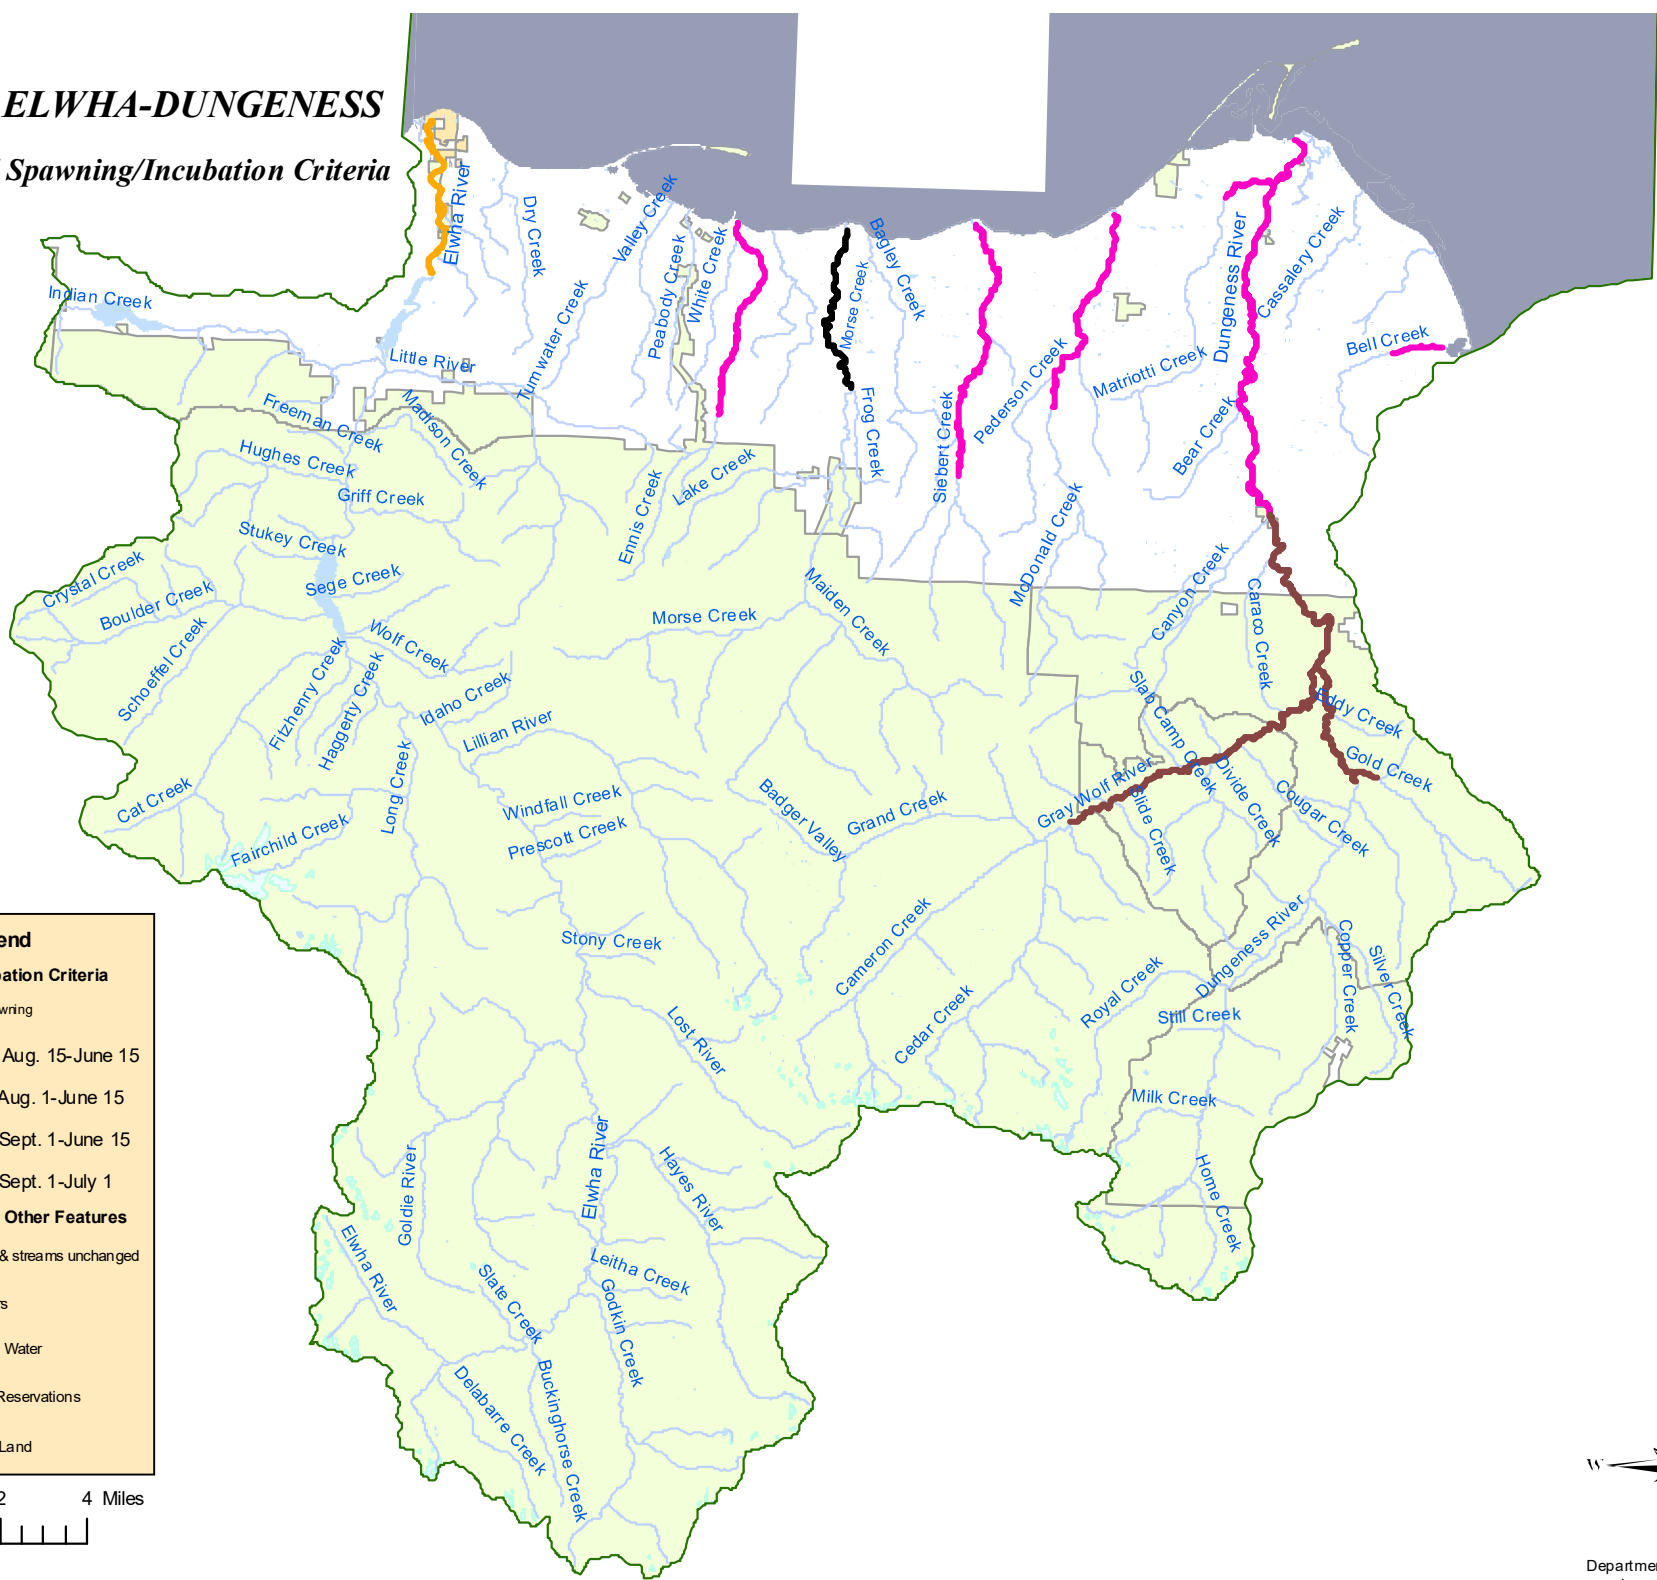 ELWHA-DUNGENESS
Spawning/Incubation Criteria
Elwha River
Dry Creek
Valley Creek
Peabody Creek
White Creek
Tumwater Creek
Morse Creek
Bagley Creek
Frog Creek
Siebert Creek
Pederson Creek
Matriotti Creek
Dungeness River
Cassalery Creek
Bear Creek
Bell Creek
Indian Creek
Little River
Freeman Creek
Madison Creek
Hughes Creek
Griff Creek
Stukey Creek
Sege Creek
Crystal Creek
Boulder Creek
Schoeffel Creek
Wolf Creek
Fitzhenry Creek
Haggerty Creek
Idaho Creek
Lillian River
Long Creek
Cat Creek
Fairchild Creek
Windfall Creek
Prescott Creek
Ennis Creek
Lake Creek
Morse Creek
Maiden Creek
McDonald Creek
Canyon Creek
Caraco Creek
Slab Camp Creek
Eddy Creek
Gold Creek
Gray Wolf River
Slide Creek
Divide Creek
Cougar Creek
Badger Valley
Grand Creek
Cameron Creek
Cedar Creek
Royal Creek
Dungeness River
Still Creek
Copper Creek
Silver Creek
Milk Creek
Home Creek
Stony Creek
Lost River
Elwha River
Hayes River
Goldie River
Elwha River
Slate Creek
Leitha Creek
Godkin Creek
Delabarre Creek
Buckinghorse Creek
end
ation Criteria
wning
Aug. 15-June 15
Aug. 1-June 15
Sept. 1-June 15
Sept. 1-July 1
Other Features
& streams unchanged
rs
Water
Reservations
Land
2 4 Miles
W
Departme